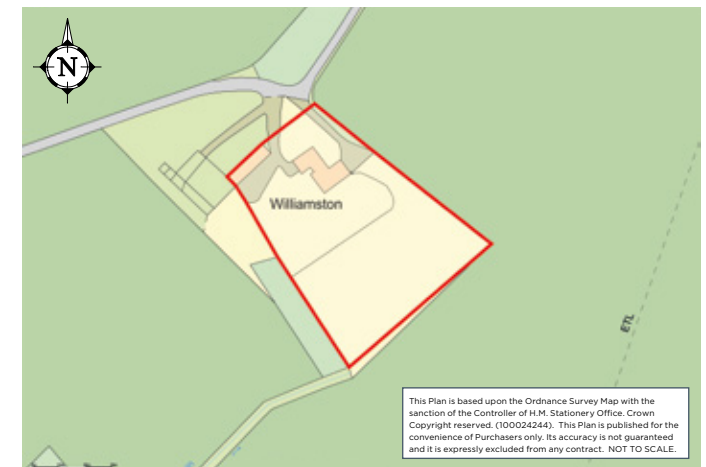 N
Williamston
ETL
This Plan is based upon the Ordnance Survey Map with the
sanction of the Controller of H.M. Stationery Office. Crown
Copyright reserved. (100024244). This Plan is published for the
convenience of Purchasers only. Its accuracy is not guaranteed
and it is expressly excluded from any contract. NOT TO SCALE.